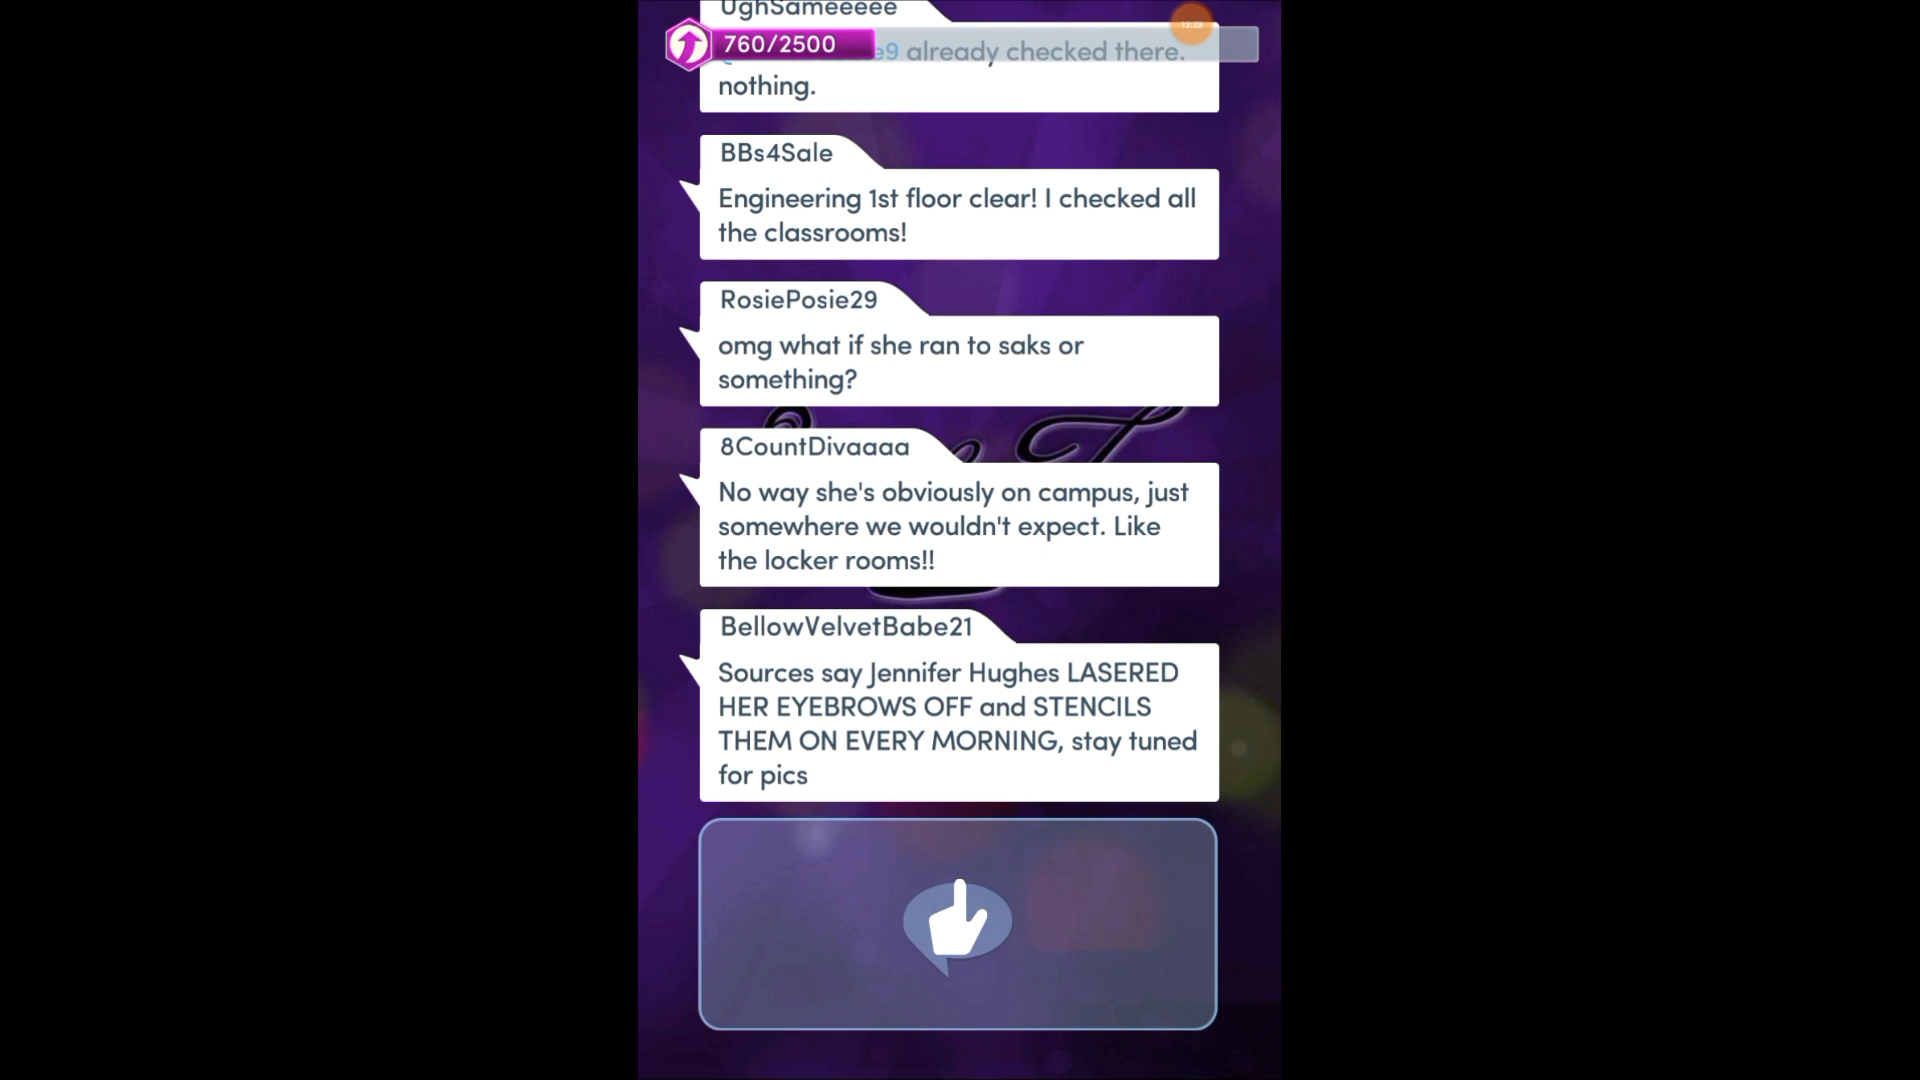 UghSameeeee
760/2500
e9 already checked there.
nothing.
BBs4Sale
Engineering 1st floor clear! I checked all
the classrooms!
RosiePosie29
omg what if she ran to saks or
something?
8CountDivaaaa
No way she's obviously on campus, just
somewhere we wouldn't expect. Like
the locker rooms!!
BellowVelvetBabe21
Sources say Jennifer Hughes LASERED
HER EYEBROWS OFF and STENCILS
THEM ON EVERY MORNING, stay tuned
for pics